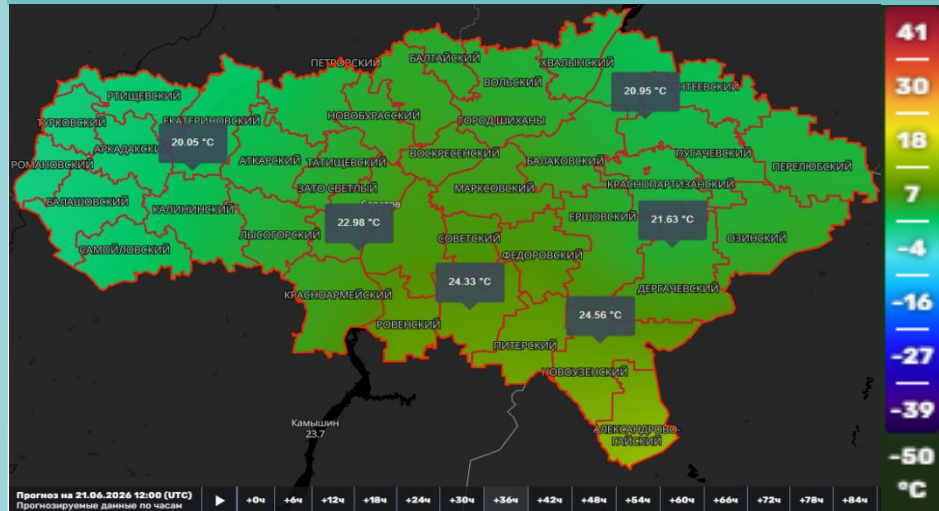 ПЕТРОВСКИЙ
БАЛТАЙСКИЙ
ХВАЛЫНСКИЙ
ВОЛЬСКИЙ
20.95 °C
РТИЩЕВСКИЙ
НОВОБУРАССКИЙ
ГОРОД ШИХАНЫ
ТУРКОВСКИЙ
ЕКАТЕРИНОВСКИЙ
20.05 °C
АТКАРСКИЙ
ТАТИЩЕВСКИЙ
ВОСКРЕСЕНСКИЙ
БАЛАКОВСКИЙ
ПУГАЧЕВСКИЙ
ПЕРЕЛЮБСКИЙ
РОМАНОВСКИЙ
ЗАТО СВЕТЛЫЙ
МАРКСОВСКИЙ
КРАСНОПАРТИЗАНСКИЙ
БАЛАШОВСКИЙ
КАЛИНИНСКИЙ
22.98 °C
ЕРШОВСКИЙ
21.63 °C
САМОЙЛОВСКИЙ
ЛЫСОГОРСКИЙ
СОВЕТСКИЙ
ОЗИНСКИЙ
ФЕДОРОВСКИЙ
24.33 °C
КРАСНОАРМЕЙСКИЙ
ДЕРГАЧЕВСКИЙ
РОВЕНСКИЙ
24.56 °C
ПИТЕРСКИЙ
НОВОУЗЕНСКИЙ
Камышин
23.7
АЛЕКСАНДРОВО-
ГАЙСКИЙ
41
30
18
7
-4
-16
-27
-39
-50
°C
Прогноз на 21.06.2026 12:00 (UTC)
Прогнозируемые данные по часам
+0ч +6ч +12ч +18ч +24ч +30ч +36ч +42ч +48ч +54ч +60ч +66ч +72ч +78ч +84ч